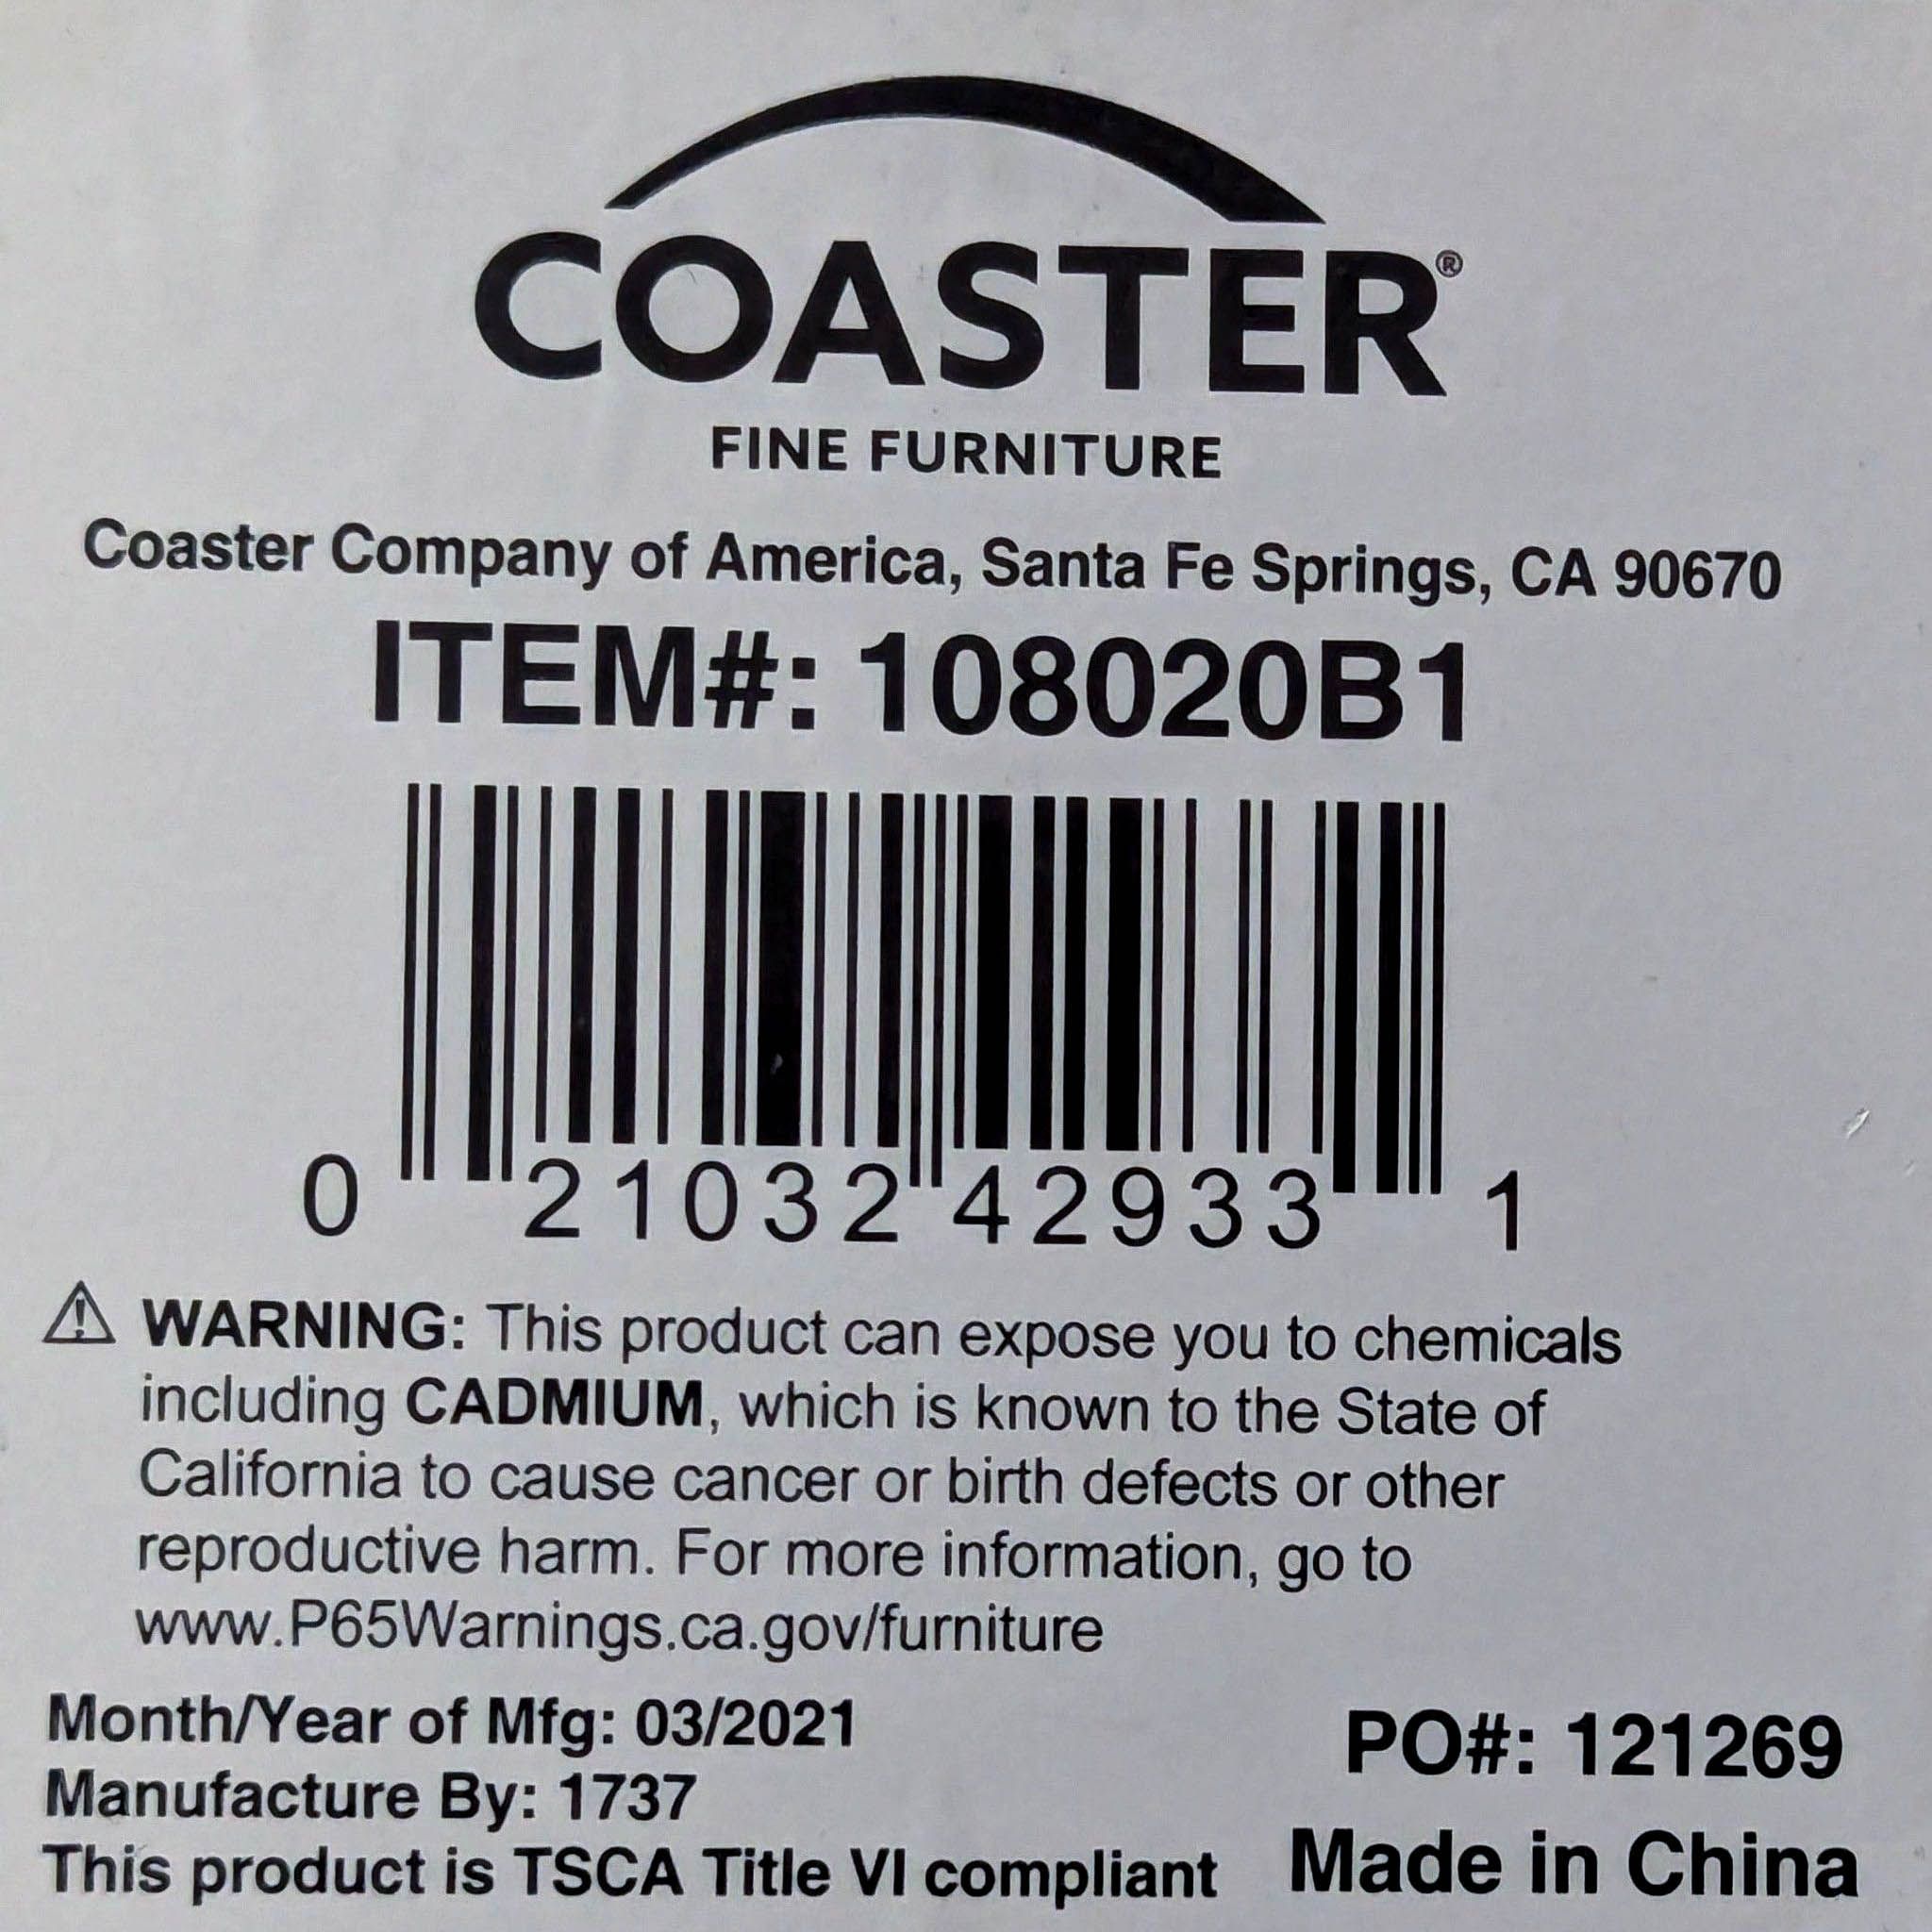 COASTER®
FINE FURNITURE
Coaster Company of America, Santa Fe Springs, CA 90670
ITEM#: 108020B1
0 21032 42933 1
⚠ WARNING: This product can expose you to chemicals
including CADMIUM, which is known to the State of
California to cause cancer or birth defects or other
reproductive harm. For more information, go to
www.P65Warnings.ca.gov/furniture
Month/Year of Mfg: 03/2021
Manufacture By: 1737
This product is TSCA Title VI compliant
PO#: 121269
Made in China